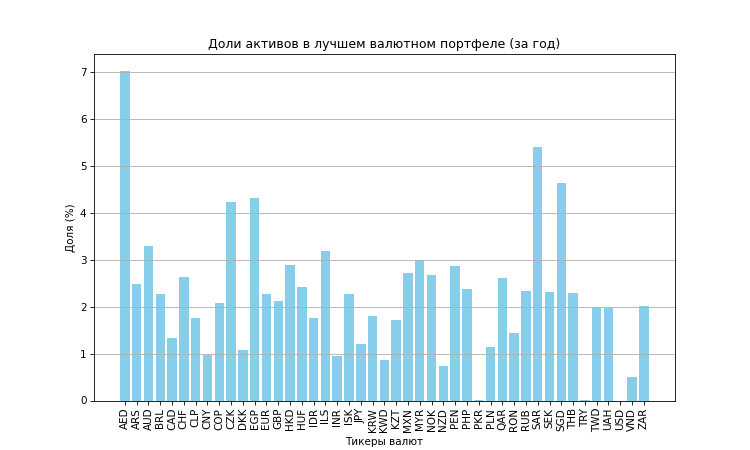 Доли активов в лучшем валютном портфеле (за год)
Доля (%)
7
6
5
4
3
2
1
0
AED
ARS
AUD
BRL
CAD
CHF
CLP
CNY
COP
CZK
DKK
EGP
EUR
GBP
HKD
HUF
IDR
ILS
INR
ISK
JPY
KRW
KWD
KZT
MXN
MYR
NOK
NZD
PEN
PHP
PKR
PLN
QAR
RON
RUB
SAR
SEK
SGD
THB
TRY
TWD
UAH
USD
VND
ZAR
Тикеры валют